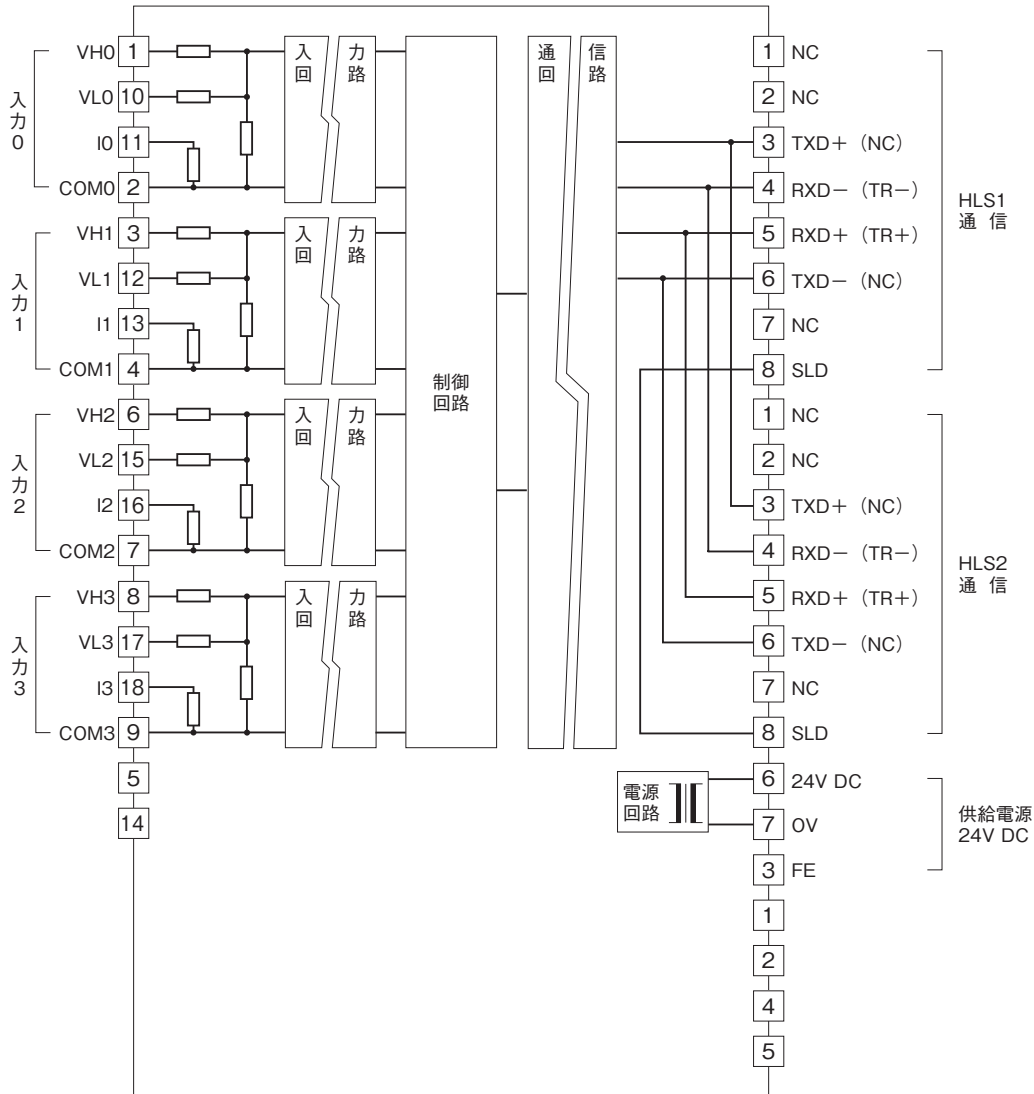 入力0
VH0 1
VL0 10
I0 11
COM0 2
入力1
VH1 3
VL1 12
I1 13
COM1 4
入力2
VH2 6
VL2 15
I2 16
COM2 7
入力3
VH3 8
VL3 17
I3 18
COM3 9
5
14
入力
回路
入力
回路
入力
回路
入力
回路
制御
回路
通信
回路
1 NC
2 NC
3 TXD+（NC）
4 RXD−（TR−）
5 RXD+（TR+）
6 TXD−（NC）
7 NC
8 SLD
HLS1
通 信
1 NC
2 NC
3 TXD+（NC）
4 RXD−（TR−）
5 RXD+（TR+）
6 TXD−（NC）
7 NC
8 SLD
HLS2
通 信
電源
回路
6 24V DC
7 0V
3 FE
供給電源
24V DC
1
2
4
5